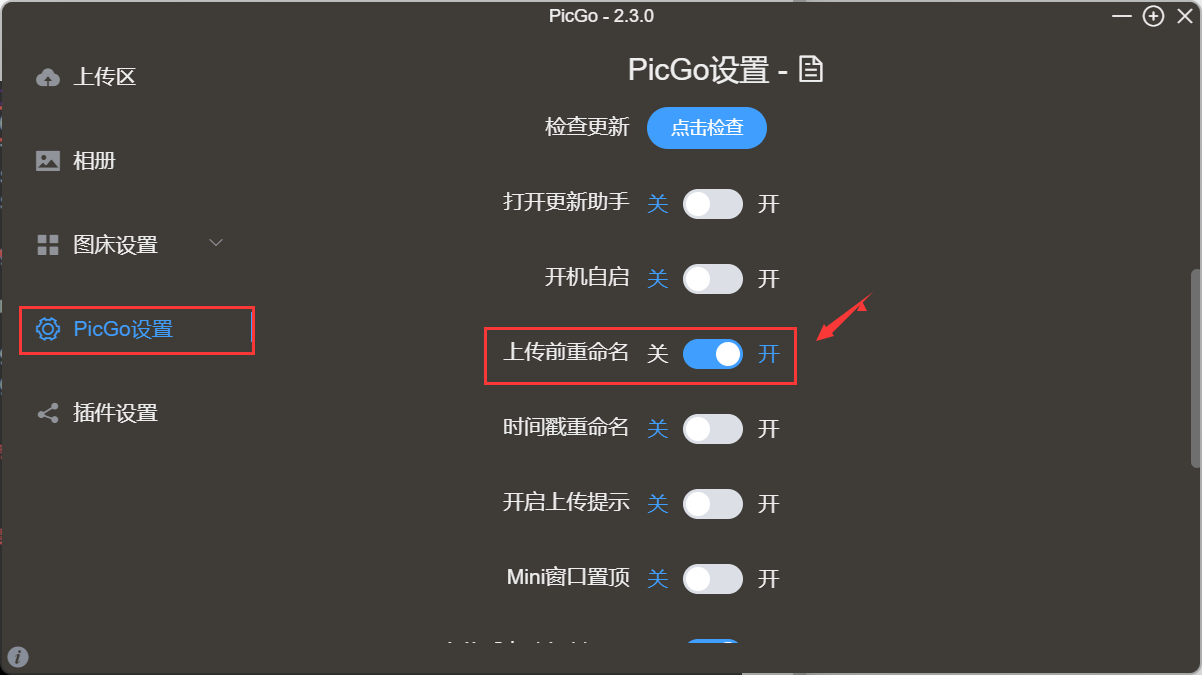 PicGo - 2.3.0
上传区
相册
图床设置
PicGo设置
插件设置
PicGo设置 -
检查更新 点击检查
打开更新助手 关 开
开机自启 关 开
上传前重命名 关 开
时间戳重命名 关 开
开启上传提示 关 开
Mini窗口置顶 关 开